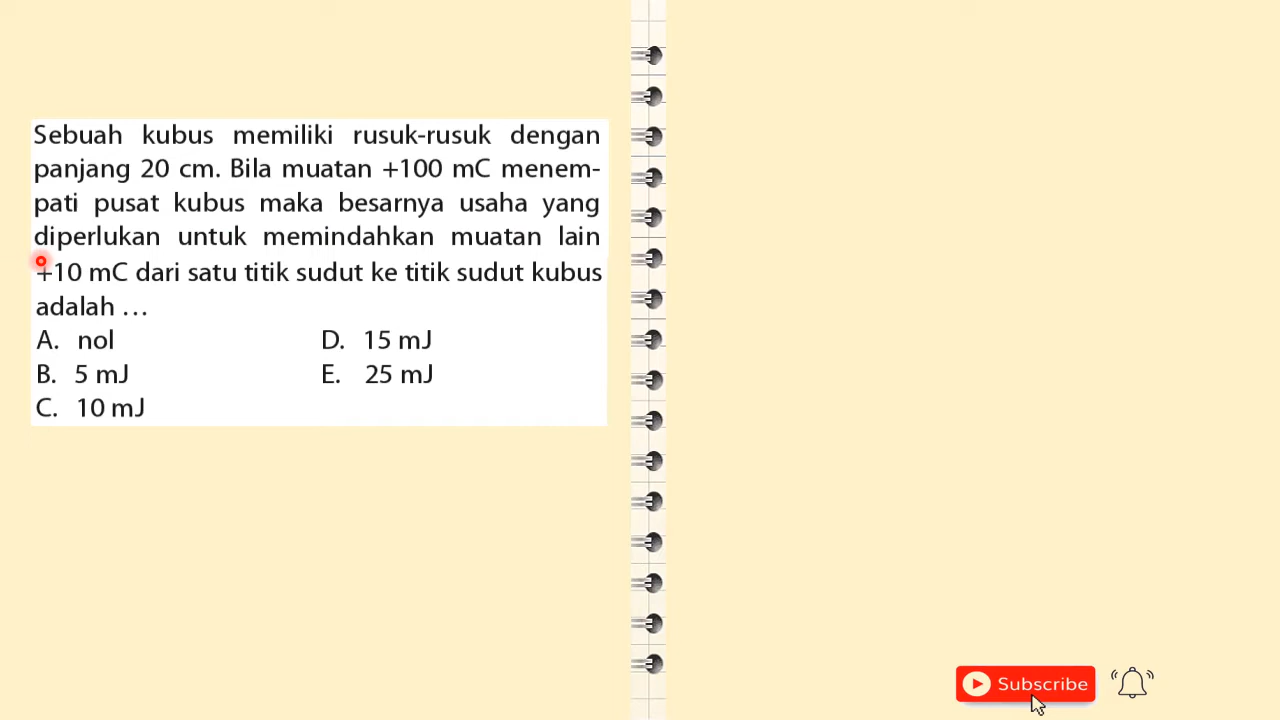 Sebuah kubus memiliki rusuk-rusuk dengan
panjang 20 cm. Bila muatan +100 mC menem-
pati pusat kubus maka besarnya usaha yang
diperlukan untuk memindahkan muatan lain
+10 mC dari satu titik sudut ke titik sudut kubus
adalah …
A. nol
B. 5 mJ
C. 10 mJ
D. 15 mJ
E. 25 mJ
Subscribe